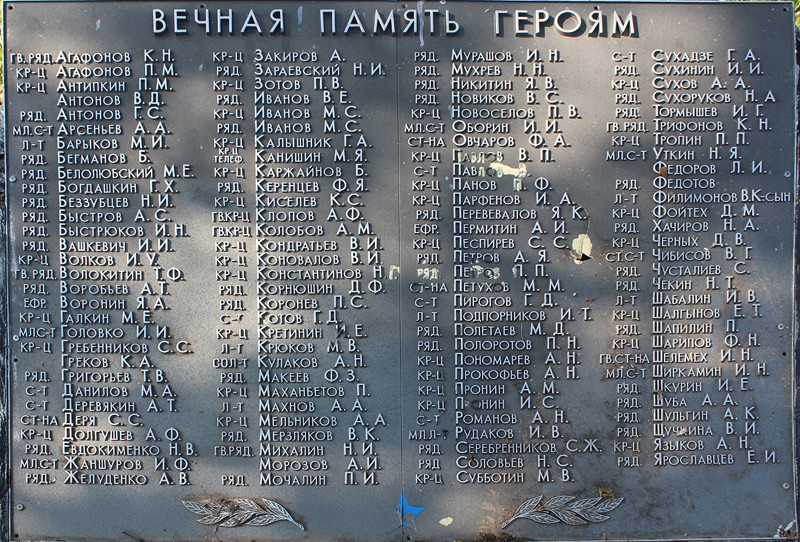 ВЕЧНАЯ ПАМЯТЬ ГЕРОЯМ
ГВ.РЯД. АГАФОНОВ К.Н.
КР-Ц АГАФОНОВ П.М.
КР-Ц АНТИПКИН П.М.
АНТОНОВ В.Д.
РЯД. АНТОНОВ Г.С.
МЛ.С-Т АРСЕНЬЕВ А.А.
Л-Т БАРЫКОВ М.И.
РЯД. БЕГМАНОВ Б.
РЯД. БЕЛОЛЮБСКИЙ М.Е.
РЯД. БОГДАШКИН Г.Х.
РЯД. БЕЗЗУБЦЕВ Н.И.
РЯД. БЫСТРОВ А.С.
РЯД. БЫСТРЮКОВ И.Н.
РЯД. ВАШКЕВИЧ И.И.
КР-Ц ВОЛКОВ И.У.
ГВ.РЯД. ВОЛОКИТИН Т.Ф.
РЯД. ВОРОБЬЕВ А.Т.
ЕФР. ВОРОНИН Я.А.
КР-Ц ГАЛКИН М.Е.
МЛ.С-Т ГОЛОВКО И.И.
КР-Ц ГРЕБЕННИКОВ С.С.
ГРЕКОВ К.А.
РЯД. ГРИГОРЬЕВ Т.В.
С-Т ДАНИЛОВ М.А.
С-Т ДЕРЕВЯКИН А.Т.
СТ-НА ДЕРЯ С.С.
КР-Ц ДОЛГУШЕВ А.Ф.
РЯД. ЕВДОКИМЕНКО Н.В.
МЛ.С-Т ЖАНШУРОВ И.Ф.
РЯД. ЖЕЛУДЕНКО А.В.
КР-Ц ЗАКИРОВ А.
РЯД. ЗАРАЕВСКИЙ Н.И.
КР-Ц ЗОТОВ П.В.
РЯД. ИВАНОВ В.Е.
КР-Ц ИВАНОВ М.С.
РЯД. ИВАНОВ М.С.
КР-Ц КАЛЫШНИК Г.А.
КР-Ц ТЕЛЕФ. КАНИШИН М.Я.
КР-Ц КАРЖАЙНОВ Б.
РЯД. КЕРЕНЦЕВ Ф.Я.
КР-Ц КИСЕЛЕВ К.С.
ГВ.КР-Ц КЛОПОВ А.Ф.
ГВ.КР-Ц КОЛОБОВ А.М.
КР-Ц КОНДРАТЬЕВ В.И.
КР-Ц КОНОВАЛОВ В.И.
КР-Ц КОНСТАНТИНОВ Н.
РЯД. КОРНЮШИН Д.Ф.
РЯД. КОРОНЕВ П.С.
С-Т КОТОВ Г.Д.
КР-Ц КРЕТИНИН И.Е.
Л-Т КРЮКОВ М.В.
СОЛ-Т КУЛАКОВ А.Н.
РЯД. МАКЕЕВ Ф.З.
КР-Ц МАХАНБЕТОВ П.
Л-Т МАХНОВ А.А.
КР-Ц МЕЛЬНИКОВ А.А
РЯД. МЕРЗЛЯКОВ В.К.
ГВ.РЯД. МИХАЛИН Н.И.
МОРОЗОВ А.И.
РЯД. МОЧАЛИН П.И.
РЯД. МУРАШОВ И.Н.
РЯД. МУХРЕВ Н.Н.
РЯД. НИКИТИН Я.В.
РЯД. НОВИКОВ В.С.
КР-Ц НОВОСЕЛОВ П.В.
МЛ.С-Т ОБОРИН И.И.
СТ-НА ОВЧАРОВ Ф.А.
КР-Ц ПАВЛОВ В.П.
С-Т
КР-Ц ПАНОВ П.Ф.
КР-Ц ПАРФЕНОВ И.А.
РЯД. ПЕРЕВЕВАЛОВ Я.К.
ЕФР. ПЕРМИТИН А.И.
КР-Ц ПЕСПИРЕВ С.С.
РЯД. ПЕТРОВ А.Я.
РЯД. ПЕТРОВ П.П.
СТ-НА ПЕТУХОВ М.М.
С-Т ПИРОГОВ Г.Д.
Л-Т ПОДПОРНИКОВ И.Т.
РЯД. ПОЛЕТАЕВ М.Д.
РЯД. ПОЛОРОТОВ П.Н.
КР-Ц ПОНОМАРЕВ А.Н.
КР-Ц ПРОКОФЬЕВ А.Н.
КР-Ц ПРОНИН А.М.
КР-Ц ПРОНИН И.С.
С-Т РОМАНОВ А.Н.
МЛ.Л-Т РУДАКОВ И.В.
РЯД. СЕРЕБРЕННИКОВ С.Ж.
РЯД. СОЛОВЬЕВ Н.С.
КР-Ц СУББОТИН М.В.
С-Т СУХАДЗЕ Г.А.
РЯД. СУХИНИН И.И.
КР-Ц СУХОВ А.А.
РЯД. СУХОРУКОВ Н.А
РЯД. ТОРМЫШЕВ И.Т.
ГВ.РЯД. ТРИФОНОВ К.Н.
КР-Ц ТРОПИН П.П.
МЛ.С-Т УТКИН Н.Я.
ФЕДОРОВ Л.И.
РЯД. ФЕДОТОВ
Л-Т ФИЛИМОНОВ В.К-СЫН
КР-Ц ФОЙТЕХ Д.М.
РЯД. ХАЧИРОВ Н.А.
КР-Ц ЧЕРНЫХ Д.В.
СТ.С-Т ЧИБИСОВ В.Г.
РЯД. ЧУСТАЛИЕВ С.
РЯД. ЧЕКИН Н.Т.
Л-Т ШАБАЛИН И.В.
КР-Ц ШАЛГЫНОВ Е.Т.
РЯД. ШАПИЛИН П.
КР-Ц ШАРИПОВ Ф.Н.
ГВ.СТ-НА ШЕЛЕМЕХ И.Н.
МЛ.С-Т ШИРКАМИН И.Н.
РЯД. ШКУРИН И.Е.
РЯД. ШУБА А.А.
РЯД. ШУЛЬГИН А.К.
РЯД. ЩУЧКИНА В.И.
КР-Ц ЯЗЫКОВ А.Н.
РЯД. ЯРОСЛАВЦЕВ Е.И.